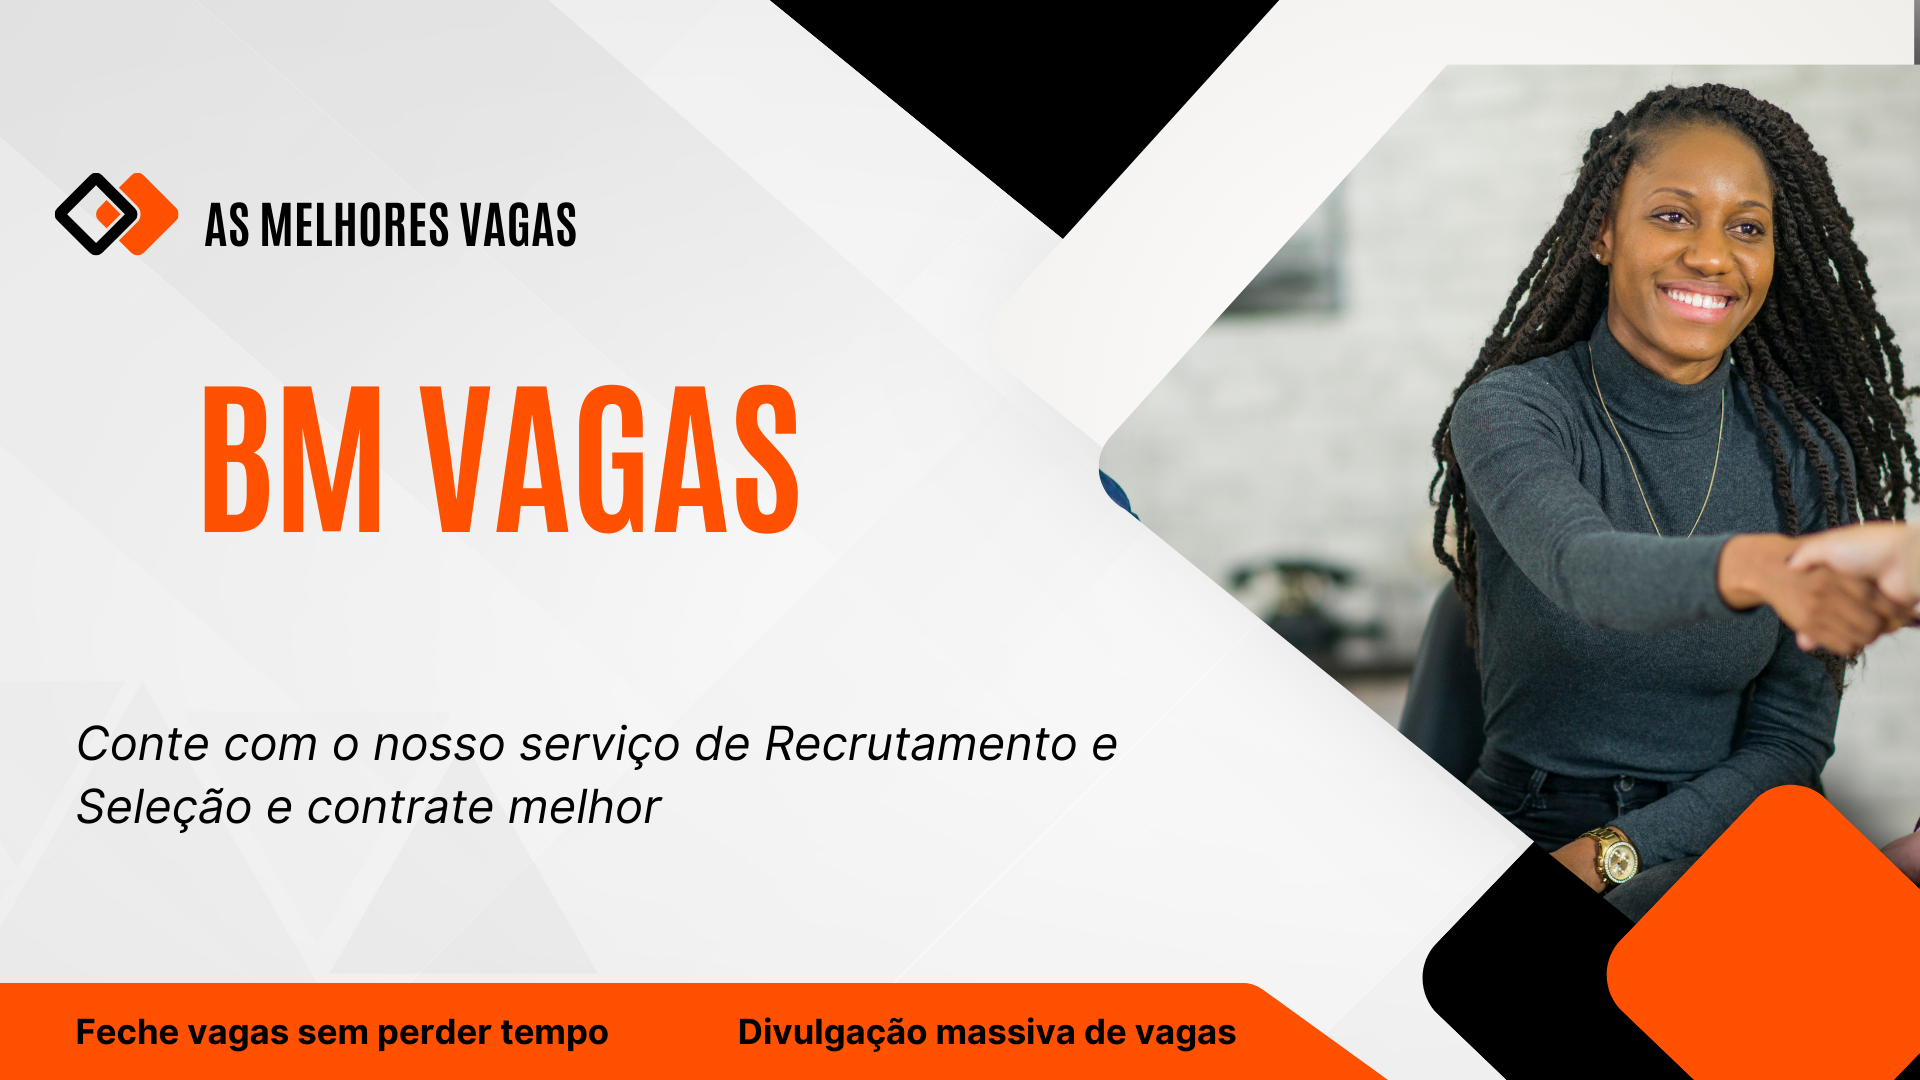 AS MELHORES VAGAS
BM VAGAS
Conte com o nosso serviço de Recrutamento e
Seleção e contrate melhor
Feche vagas sem perder tempo
Divulgação massiva de vagas